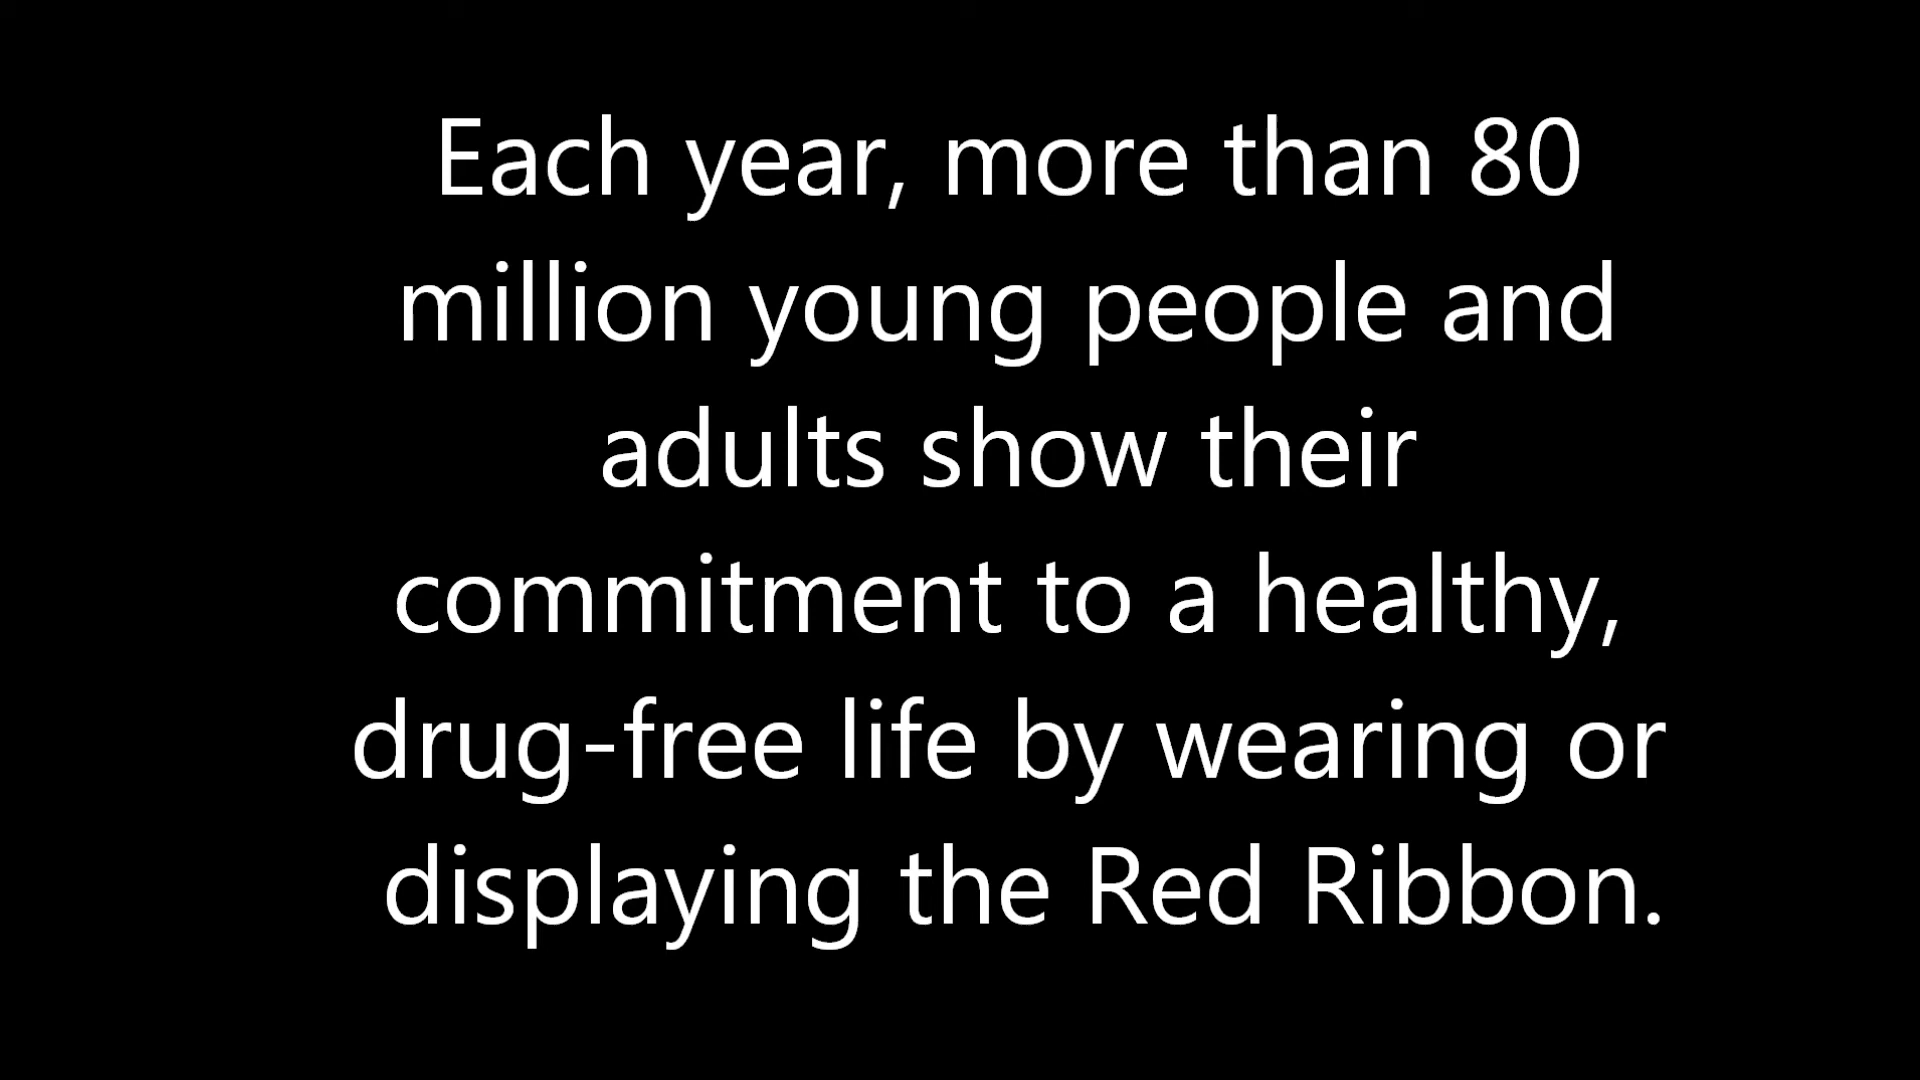 Each year, more than 80
million young people and
adults show their
commitment to a healthy,
drug-free life by wearing or
displaying the Red Ribbon.